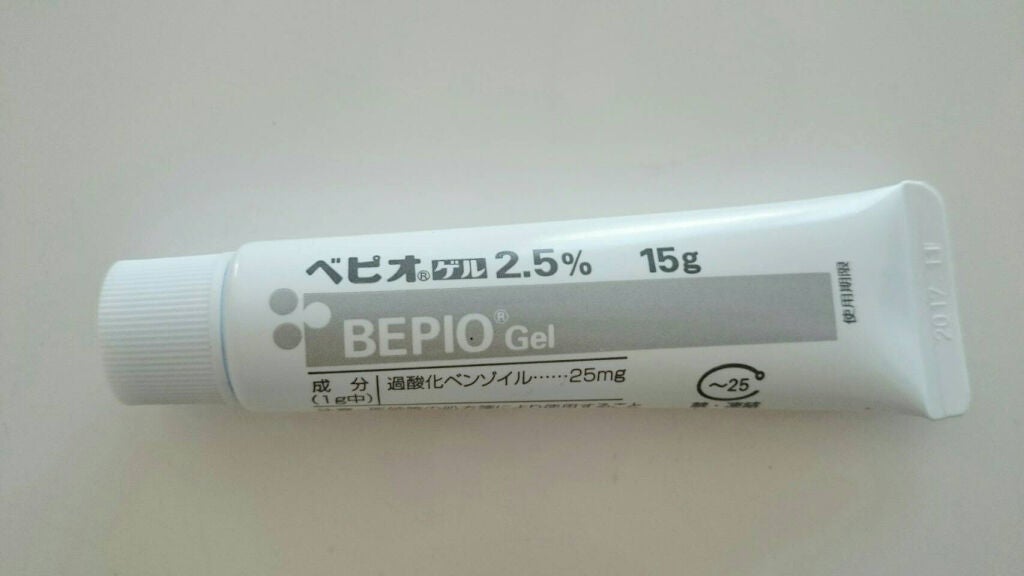 ベピオ®ゲル 2.5% 15g
BEPIO® Gel
成分 (1g中) 過酸化ベンゾイル……25mg
~25
使用期限
2017.11